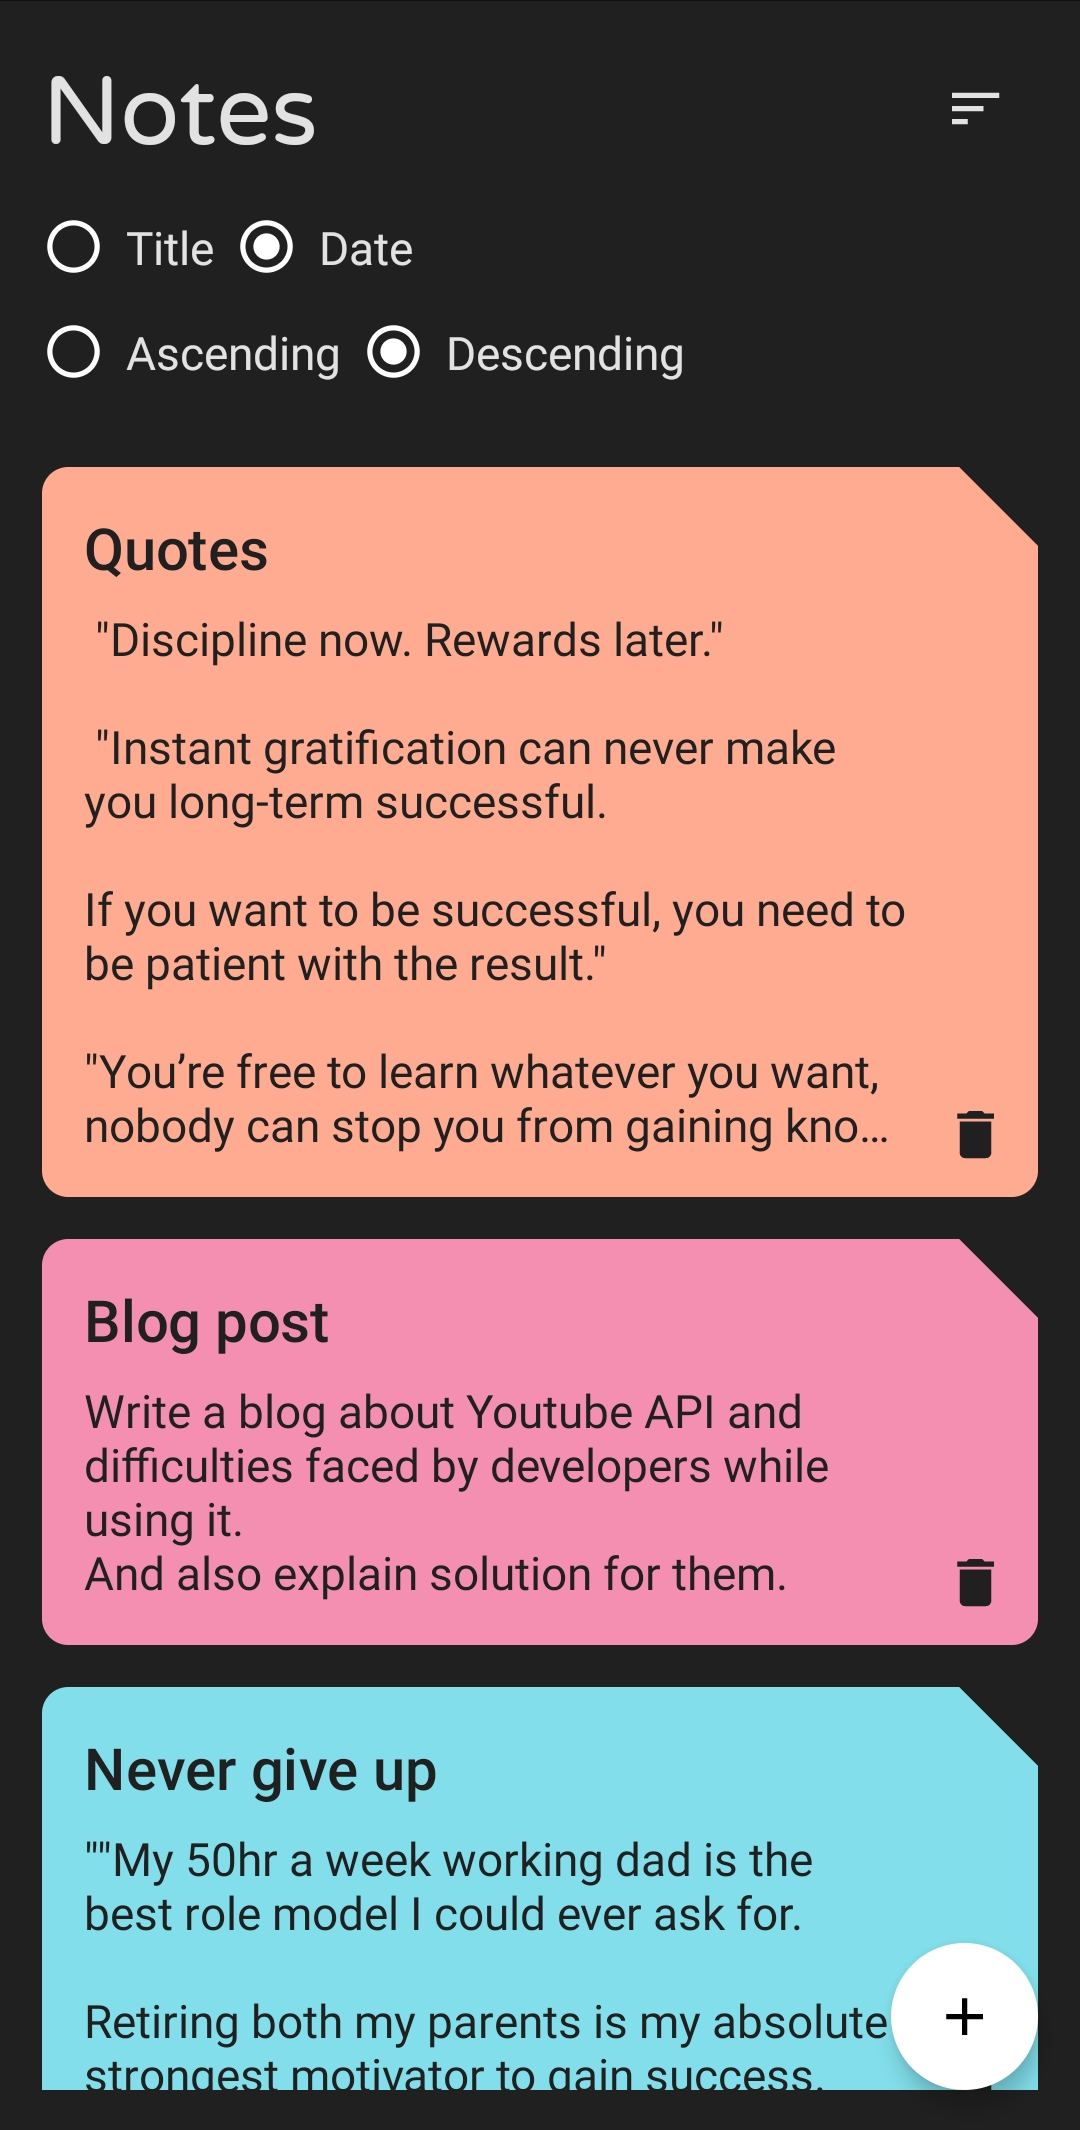 Notes
Title Date
Ascending Descending
Quotes
"Discipline now. Rewards later."
"Instant gratification can never make
you long-term successful.
If you want to be successful, you need to
be patient with the result."
"You’re free to learn whatever you want,
nobody can stop you from gaining kno...
Blog post
Write a blog about Youtube API and
difficulties faced by developers while
using it.
And also explain solution for them.
Never give up
""My 50hr a week working dad is the
best role model I could ever ask for.
Retiring both my parents is my absolute
strongest motivator to gain success.